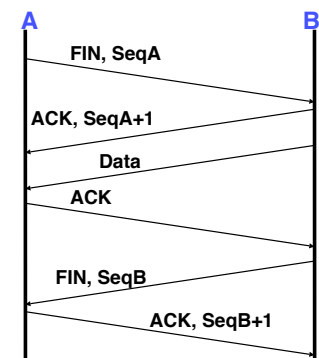 A B
FIN, SeqA
ACK, SeqA+1
Data
ACK
FIN, SeqB
ACK, SeqB+1